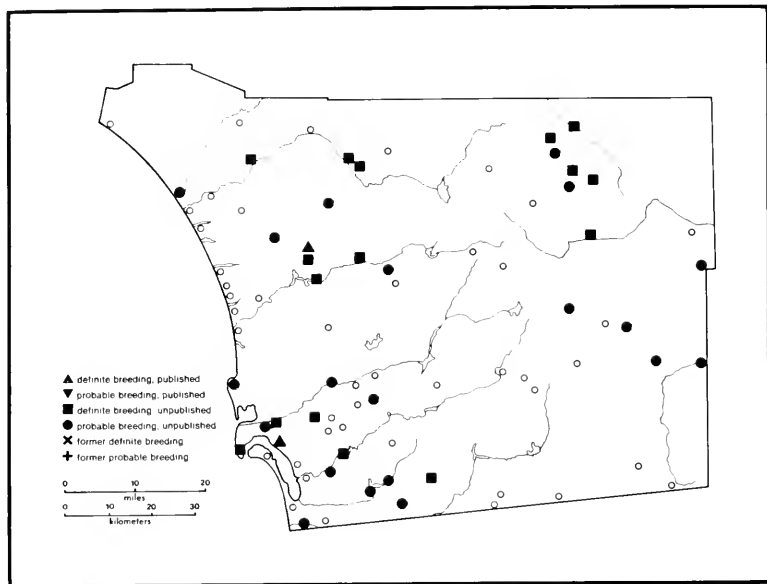 definite breeding, published
probable breeding, published
definite breeding, unpublished
probable breeding, unpublished
former definite breeding
former probable breeding
0 10 20
miles
0 10 20 30
kilometers